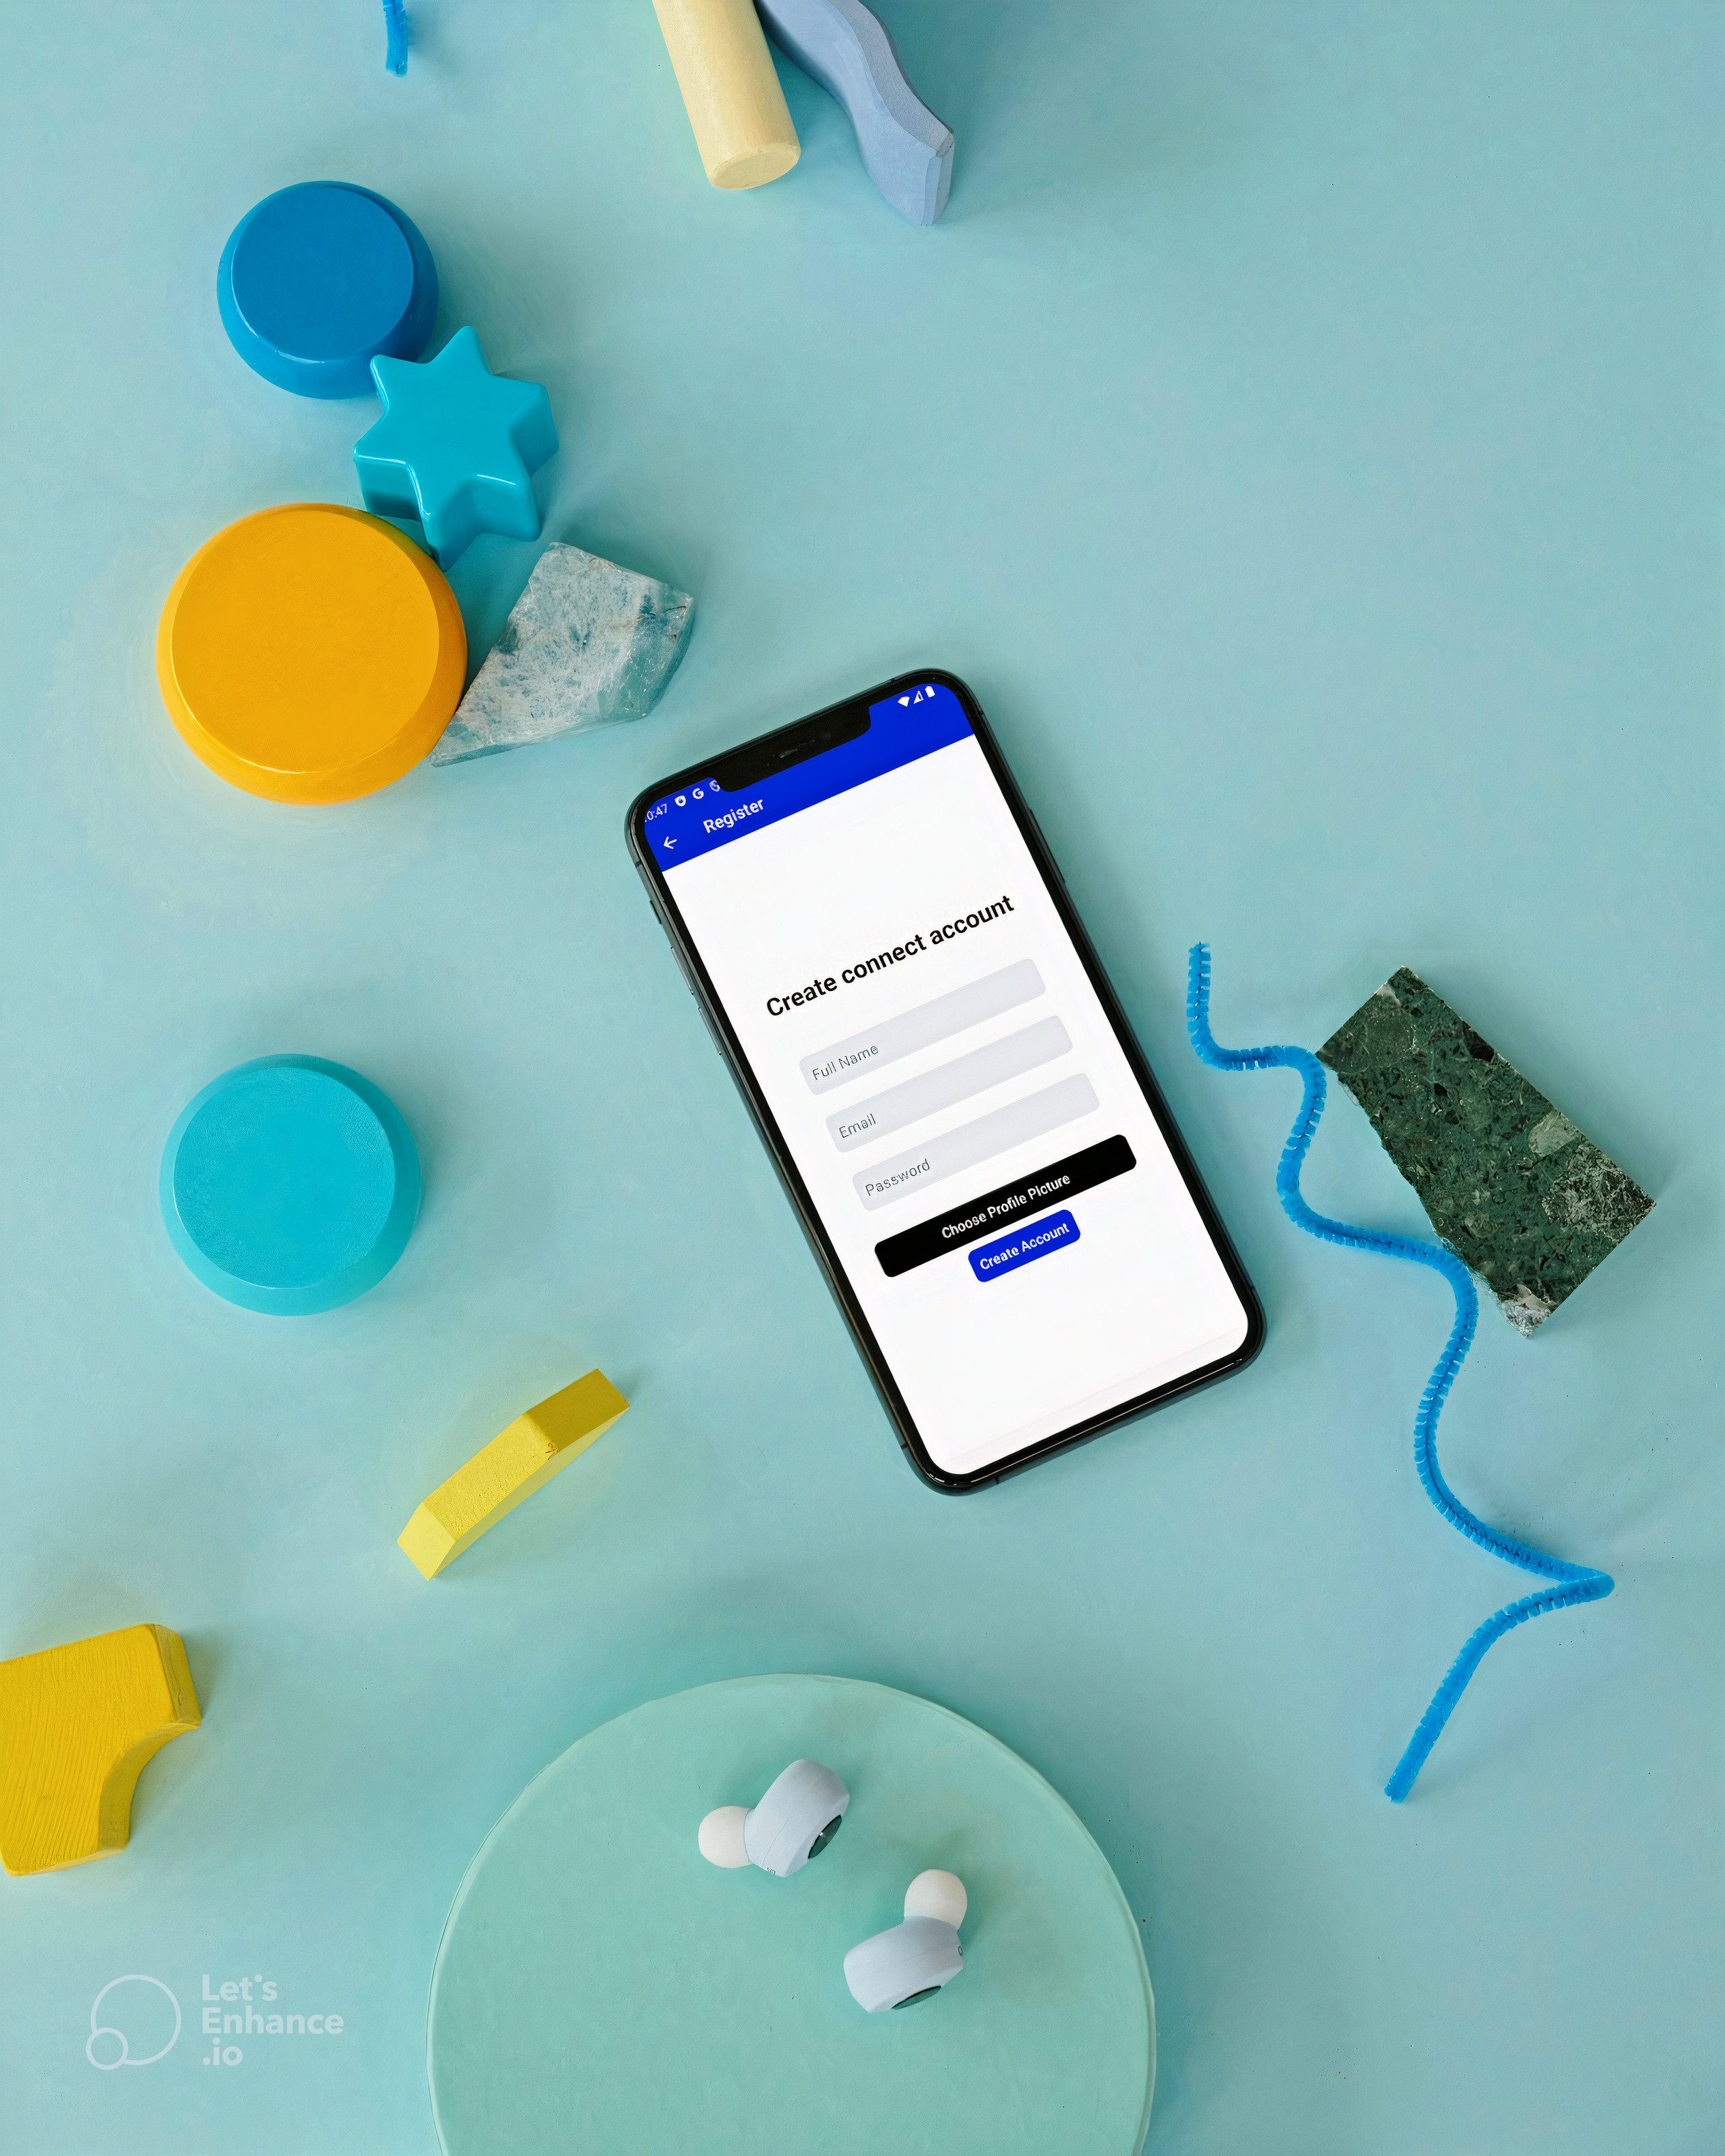 0:47 G
Register
Create connect account
Full Name
Email
Password
Choose Profile Picture
Create Account
Let's
Enhance
.io